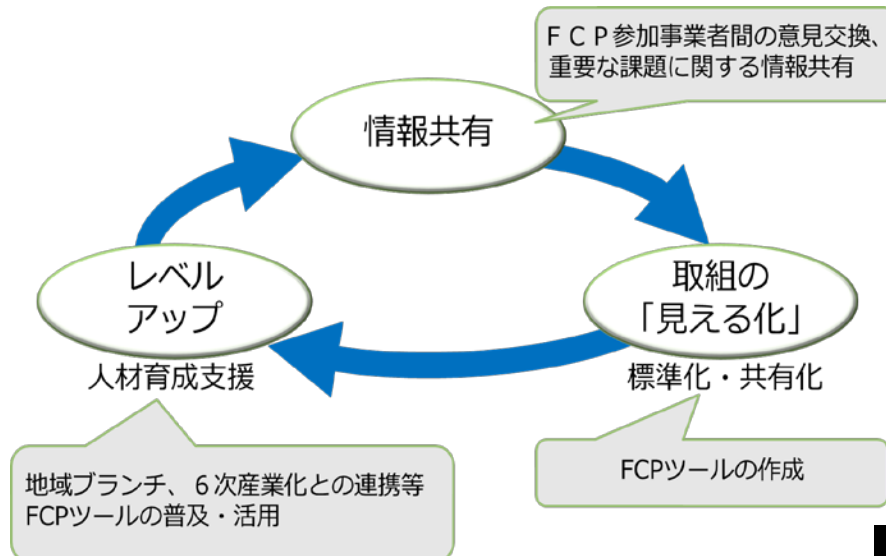 ＦＣＰ参加事業者間の意見交換、
重要な課題に関する情報共有
情報共有
レベル
アップ
人材育成支援
取組の
「見える化」
標準化・共有化
地域ブランチ、６次産業化との連携等
FCPツールの普及・活用
FCPツールの作成